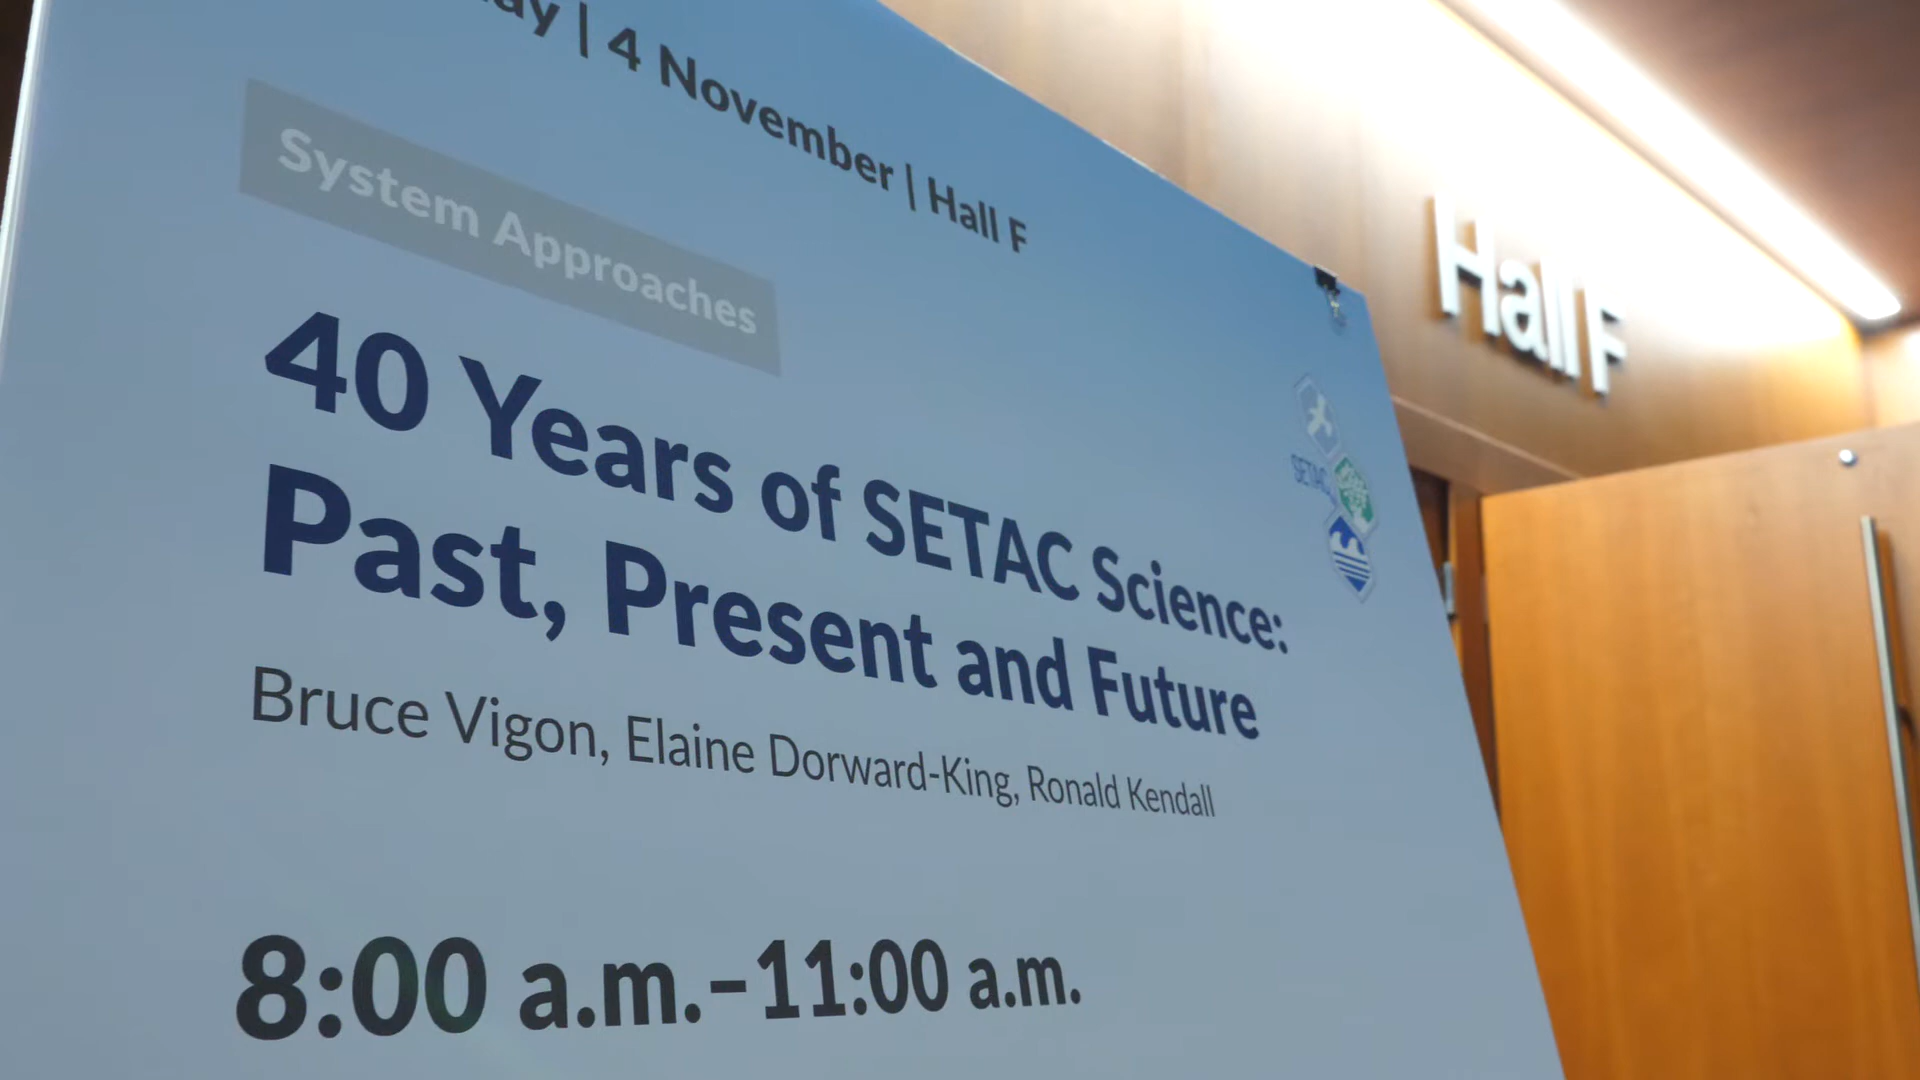 ay | 4 November | Hall F
System Approaches
40 Years of SETAC Science:
Past, Present and Future
Bruce Vigon, Elaine Dorward-King, Ronald Kendall
8:00 a.m.–11:00 a.m.
SETAC
Hall F